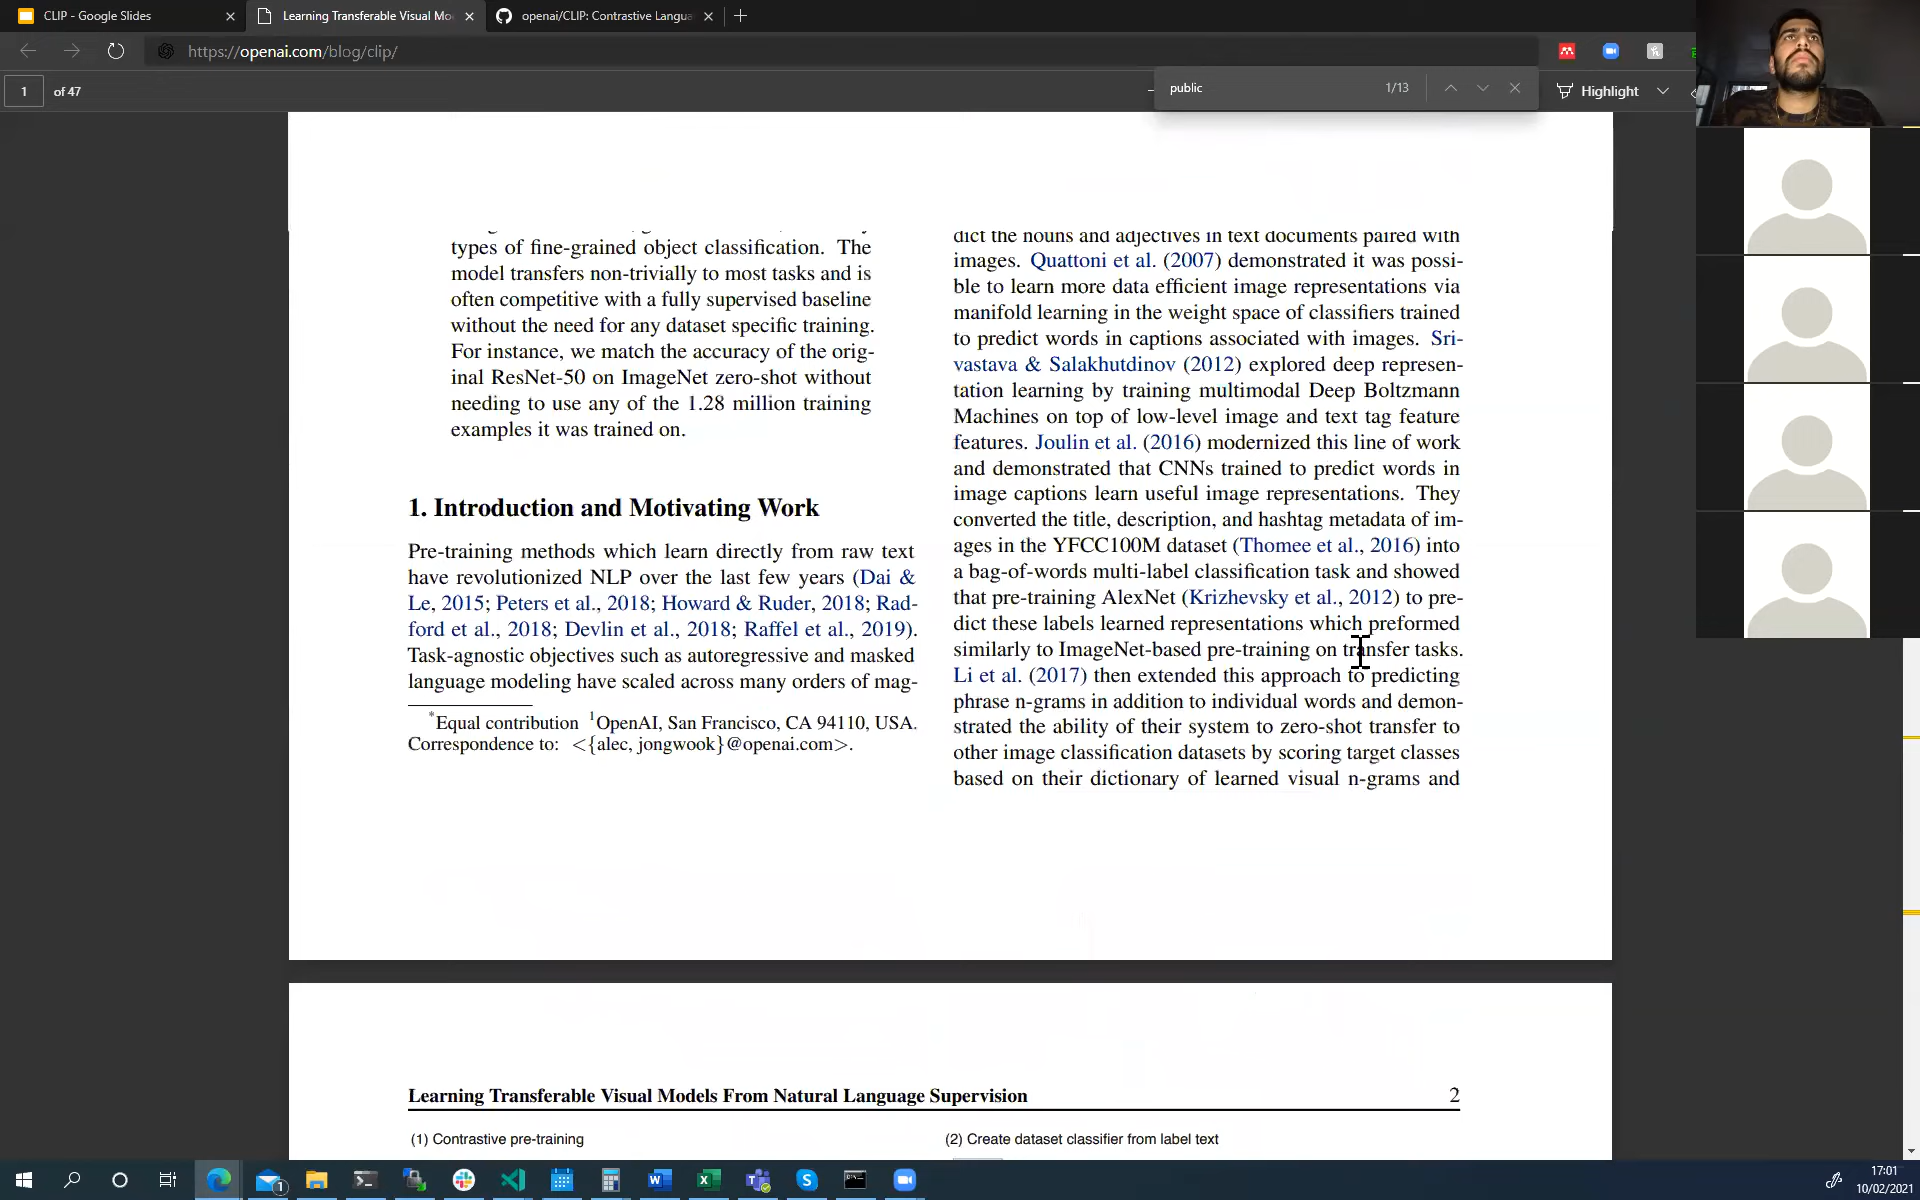 CLIP - Google Slides
Learning Transferable Visual Mo
openai/CLIP: Contrastive Langua
https://openai.com/blog/clip/
1 of 47
public
1/13
Highlight
types of fine-grained object classification. The
model transfers non-trivially to most tasks and is
often competitive with a fully supervised baseline
without the need for any dataset specific training.
For instance, we match the accuracy of the orig-
inal ResNet-50 on ImageNet zero-shot without
needing to use any of the 1.28 million training
examples it was trained on.
1. Introduction and Motivating Work
Pre-training methods which learn directly from raw text
have revolutionized NLP over the last few years (Dai &
Le, 2015; Peters et al., 2018; Howard & Ruder, 2018; Rad-
ford et al., 2018; Devlin et al., 2018; Raffel et al., 2019).
Task-agnostic objectives such as autoregressive and masked
language modeling have scaled across many orders of mag-
*Equal contribution 1OpenAI, San Francisco, CA 94110, USA.
Correspondence to: <{alec, jongwook}@openai.com>.
dict the nouns and adjectives in text documents paired with
images. Quattoni et al. (2007) demonstrated it was possi-
ble to learn more data efficient image representations via
manifold learning in the weight space of classifiers trained
to predict words in captions associated with images. Sri-
vastava & Salakhutdinov (2012) explored deep represen-
tation learning by training multimodal Deep Boltzmann
Machines on top of low-level image and text tag feature
features. Joulin et al. (2016) modernized this line of work
and demonstrated that CNNs trained to predict words in
image captions learn useful image representations. They
converted the title, description, and hashtag metadata of im-
ages in the YFCC100M dataset (Thomee et al., 2016) into
a bag-of-words multi-label classification task and showed
that pre-training AlexNet (Krizhevsky et al., 2012) to pre-
dict these labels learned representations which preformed
similarly to ImageNet-based pre-training on transfer tasks.
Li et al. (2017) then extended this approach to predicting
phrase n-grams in addition to individual words and demon-
strated the ability of their system to zero-shot transfer to
other image classification datasets by scoring target classes
based on their dictionary of learned visual n-grams and
Learning Transferable Visual Models From Natural Language Supervision
2
(1) Contrastive pre-training
(2) Create dataset classifier from label text
17:01
10/02/2021